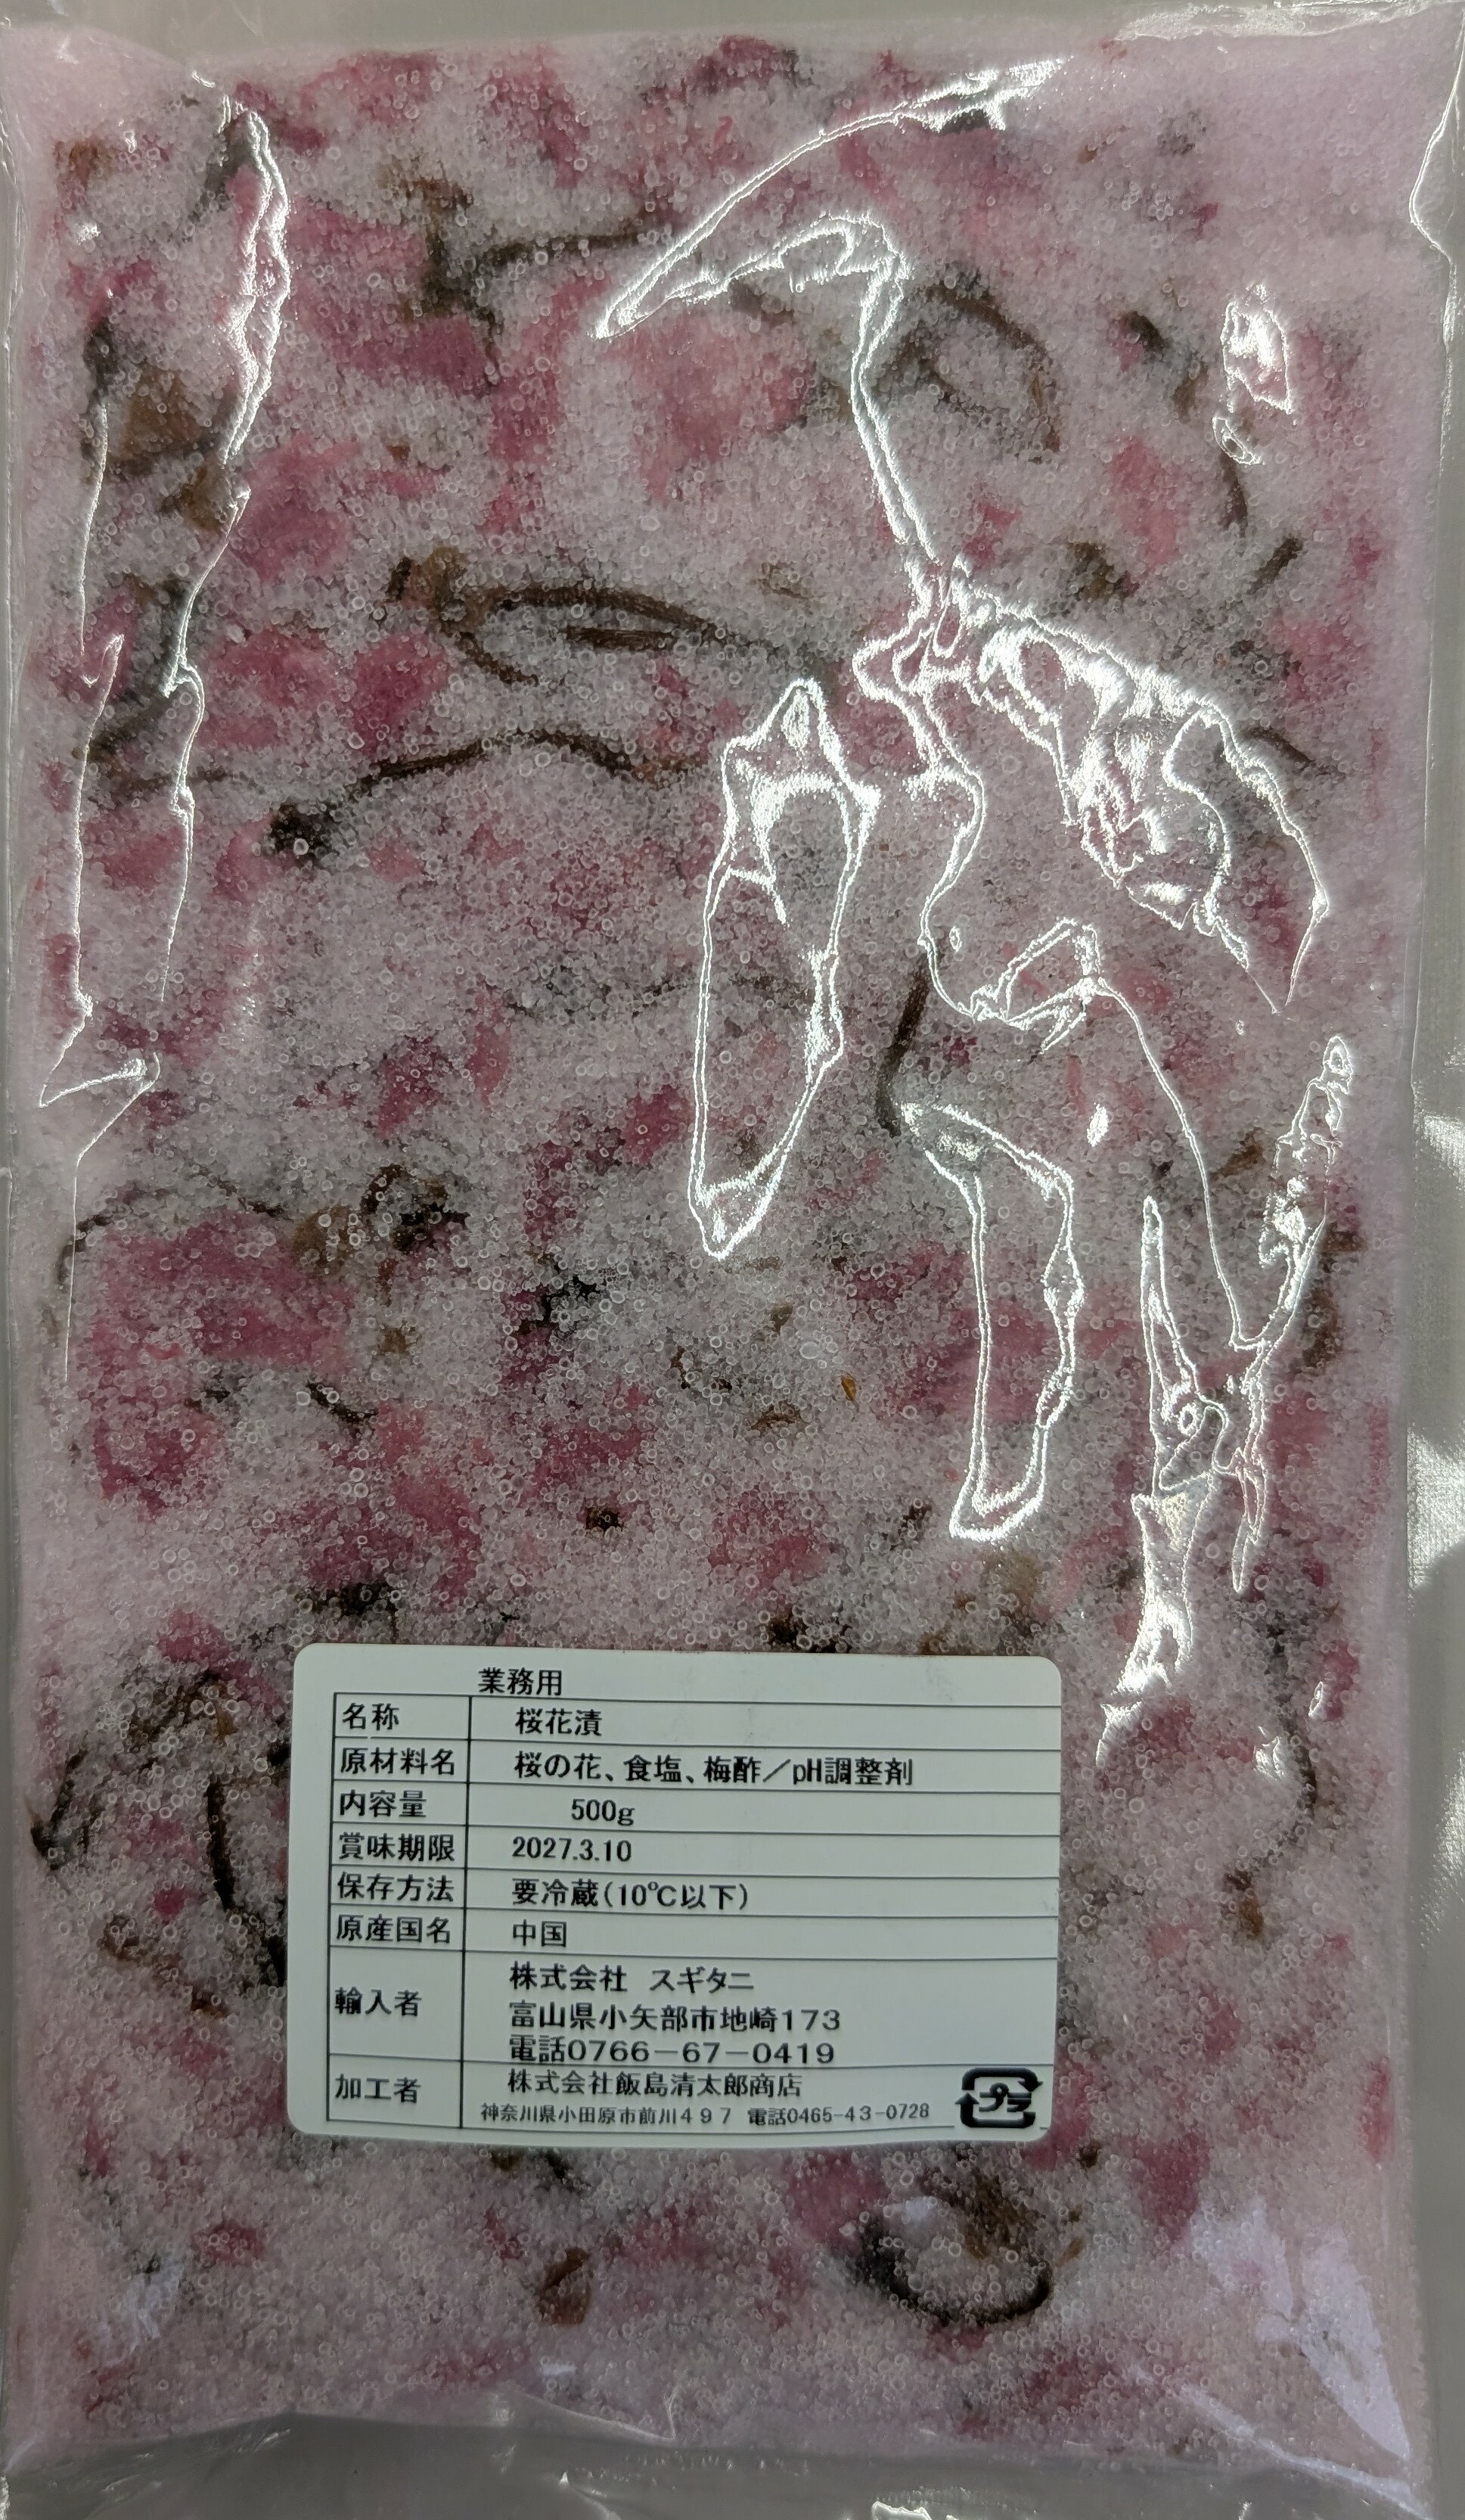 業務用
名称 桜花漬
原材料名 桜の花、食塩、梅酢／pH調整剤
内容量 500g
賞味期限 2027.3.10
保存方法 要冷蔵（10℃以下）
原産国名 中国
輸入者 株式会社 スギタニ
富山県小矢部市地崎173
電話0766－67－0419
加工者 株式会社飯島清太郎商店
神奈川県小田原市前川４９７ 電話0465-43-0728
プラ